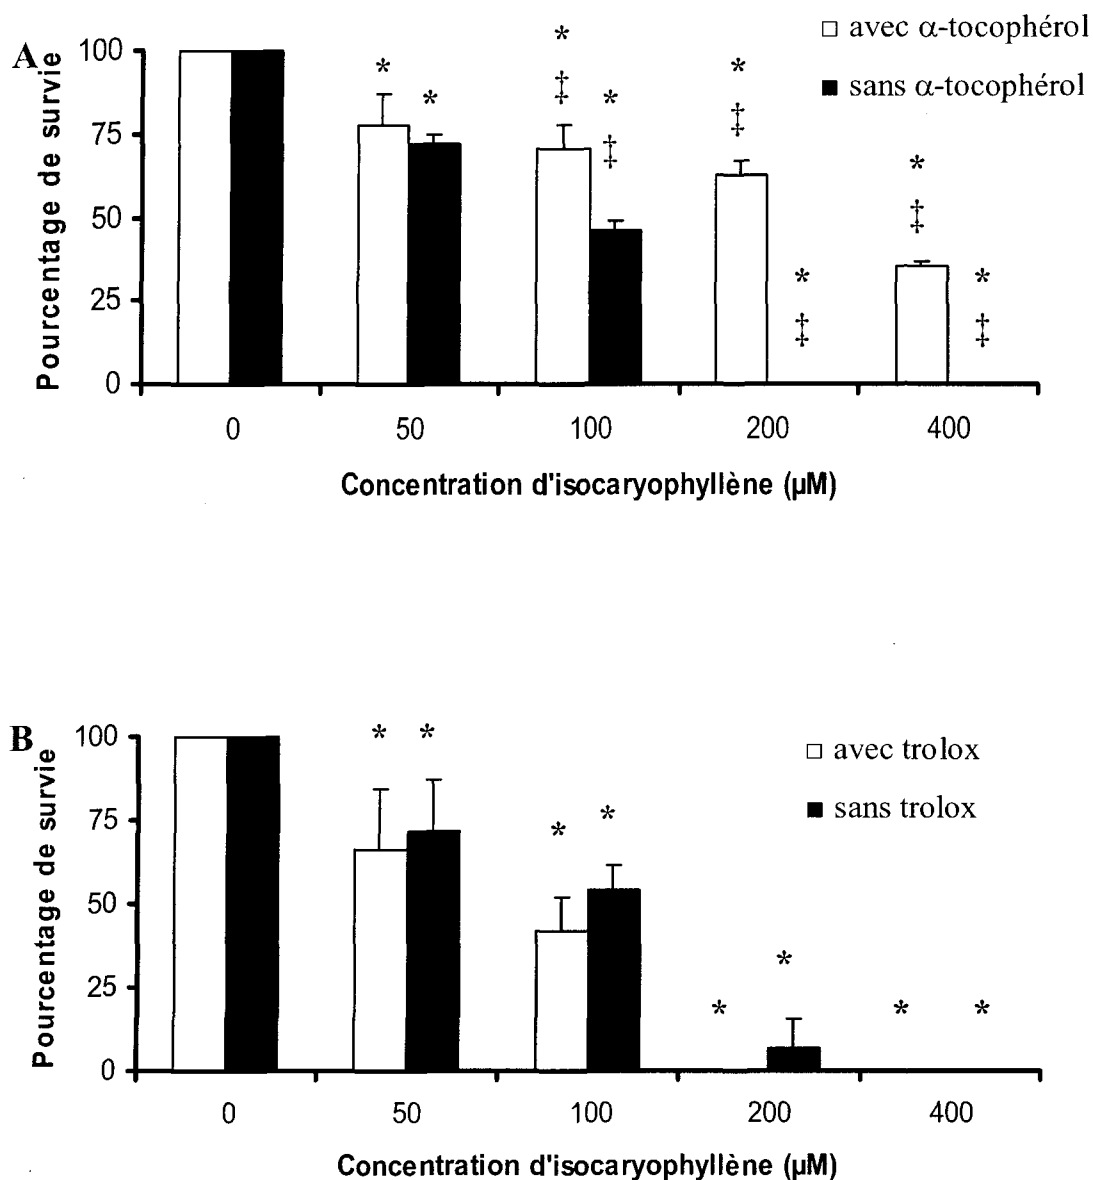 A
Pourcentage de survie
100
75
50
25
0
□ avec α-tocophérol
■ sans α-tocophérol
* * * ‡ * ‡ * ‡ * ‡ * ‡ * ‡
0 50 100 200 400
Concentration d'isocaryophyllène (µM)
B
Pourcentage de survie
100
75
50
25
0
□ avec trolox
■ sans trolox
* * * * * * * *
0 50 100 200 400
Concentration d'isocaryophyllène (µM)